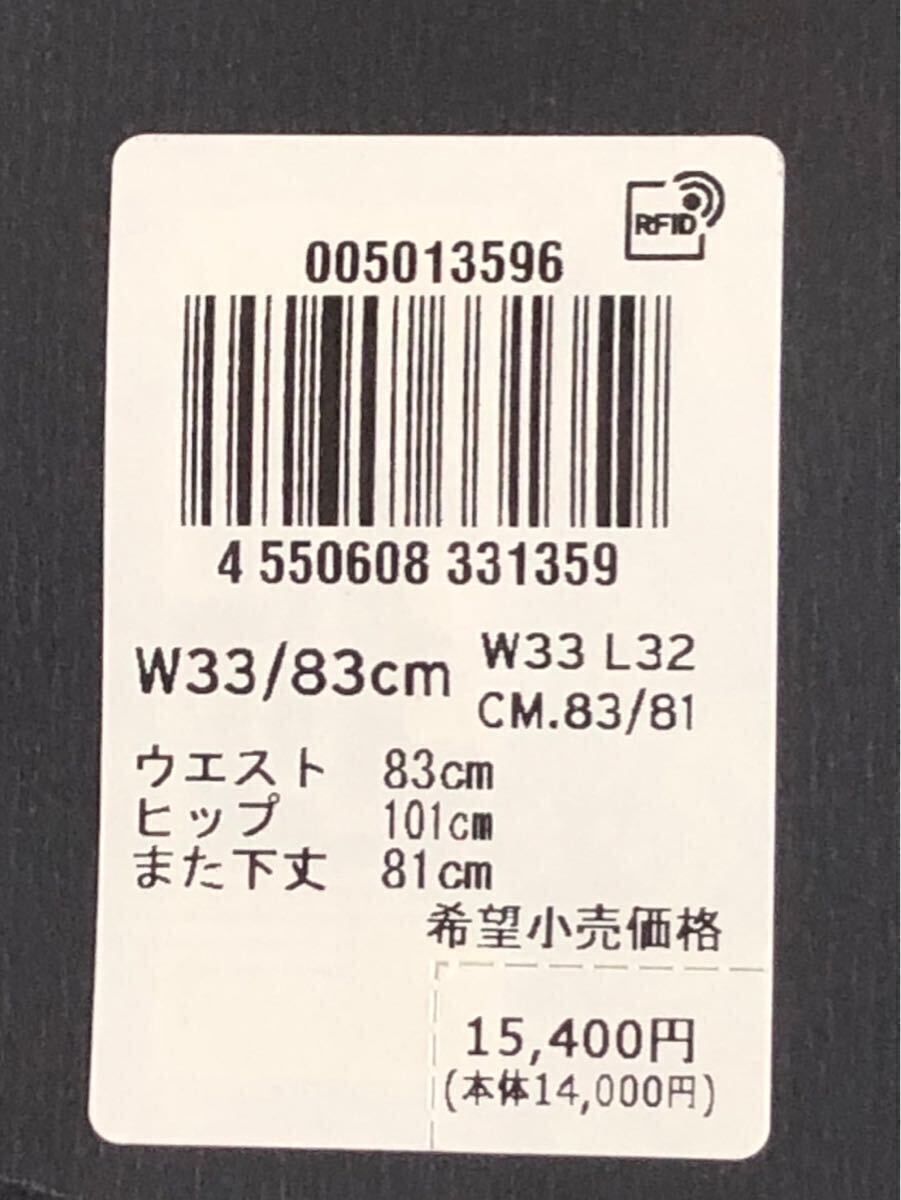 RFID
005013596
4 550608 331359
W33/83cm
W33 L32
CM.83/81
ウエスト 83cm
ヒップ 101cm
また下丈 81cm
希望小売価格
15,400円
(本体14,000円)